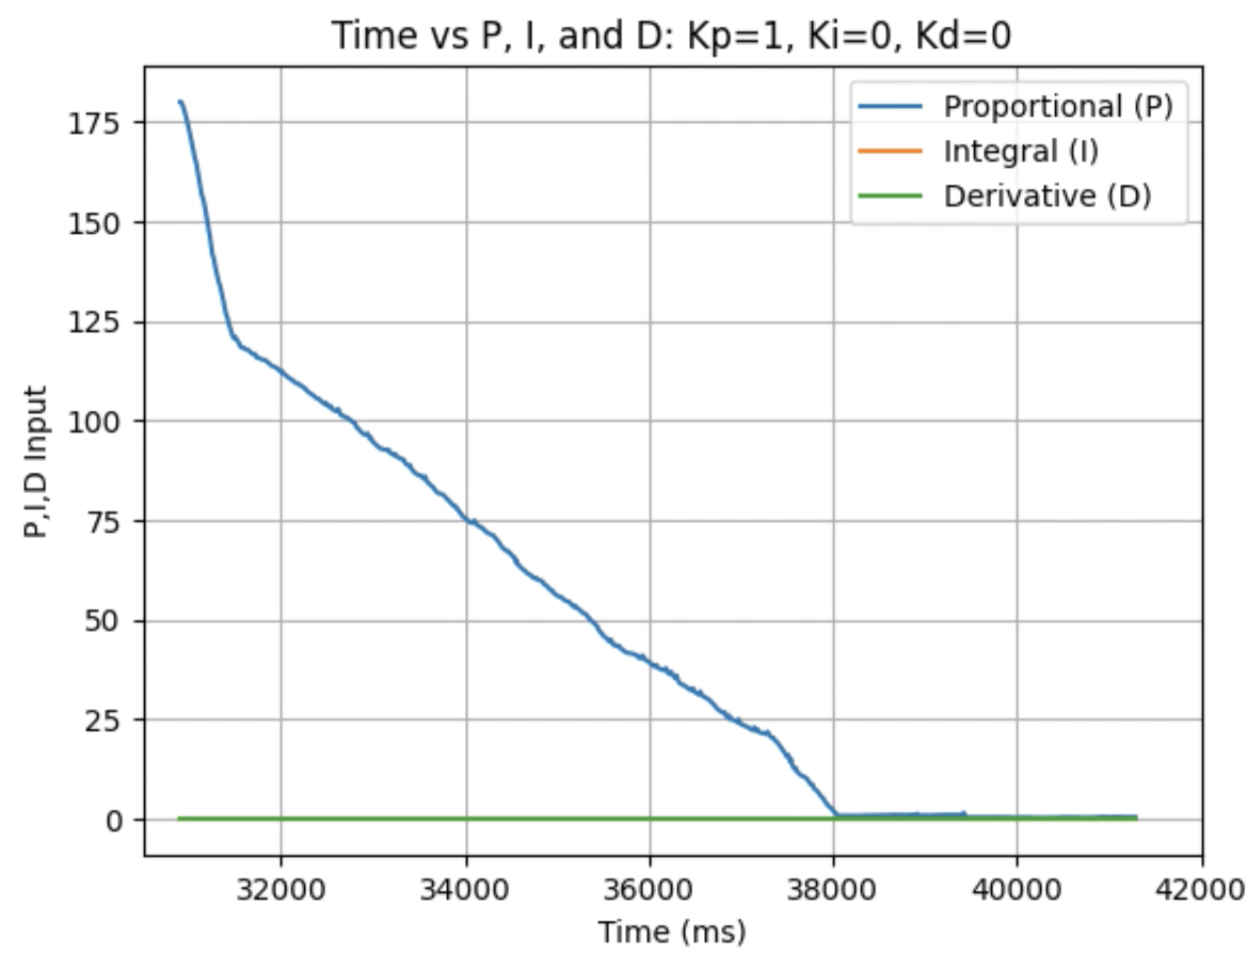 Time vs P, I, and D: Kp=1, Ki=0, Kd=0
Proportional (P)
Integral (I)
Derivative (D)
P,I,D Input
175
150
125
100
75
50
25
0
32000 34000 36000 38000 40000 42000
Time (ms)